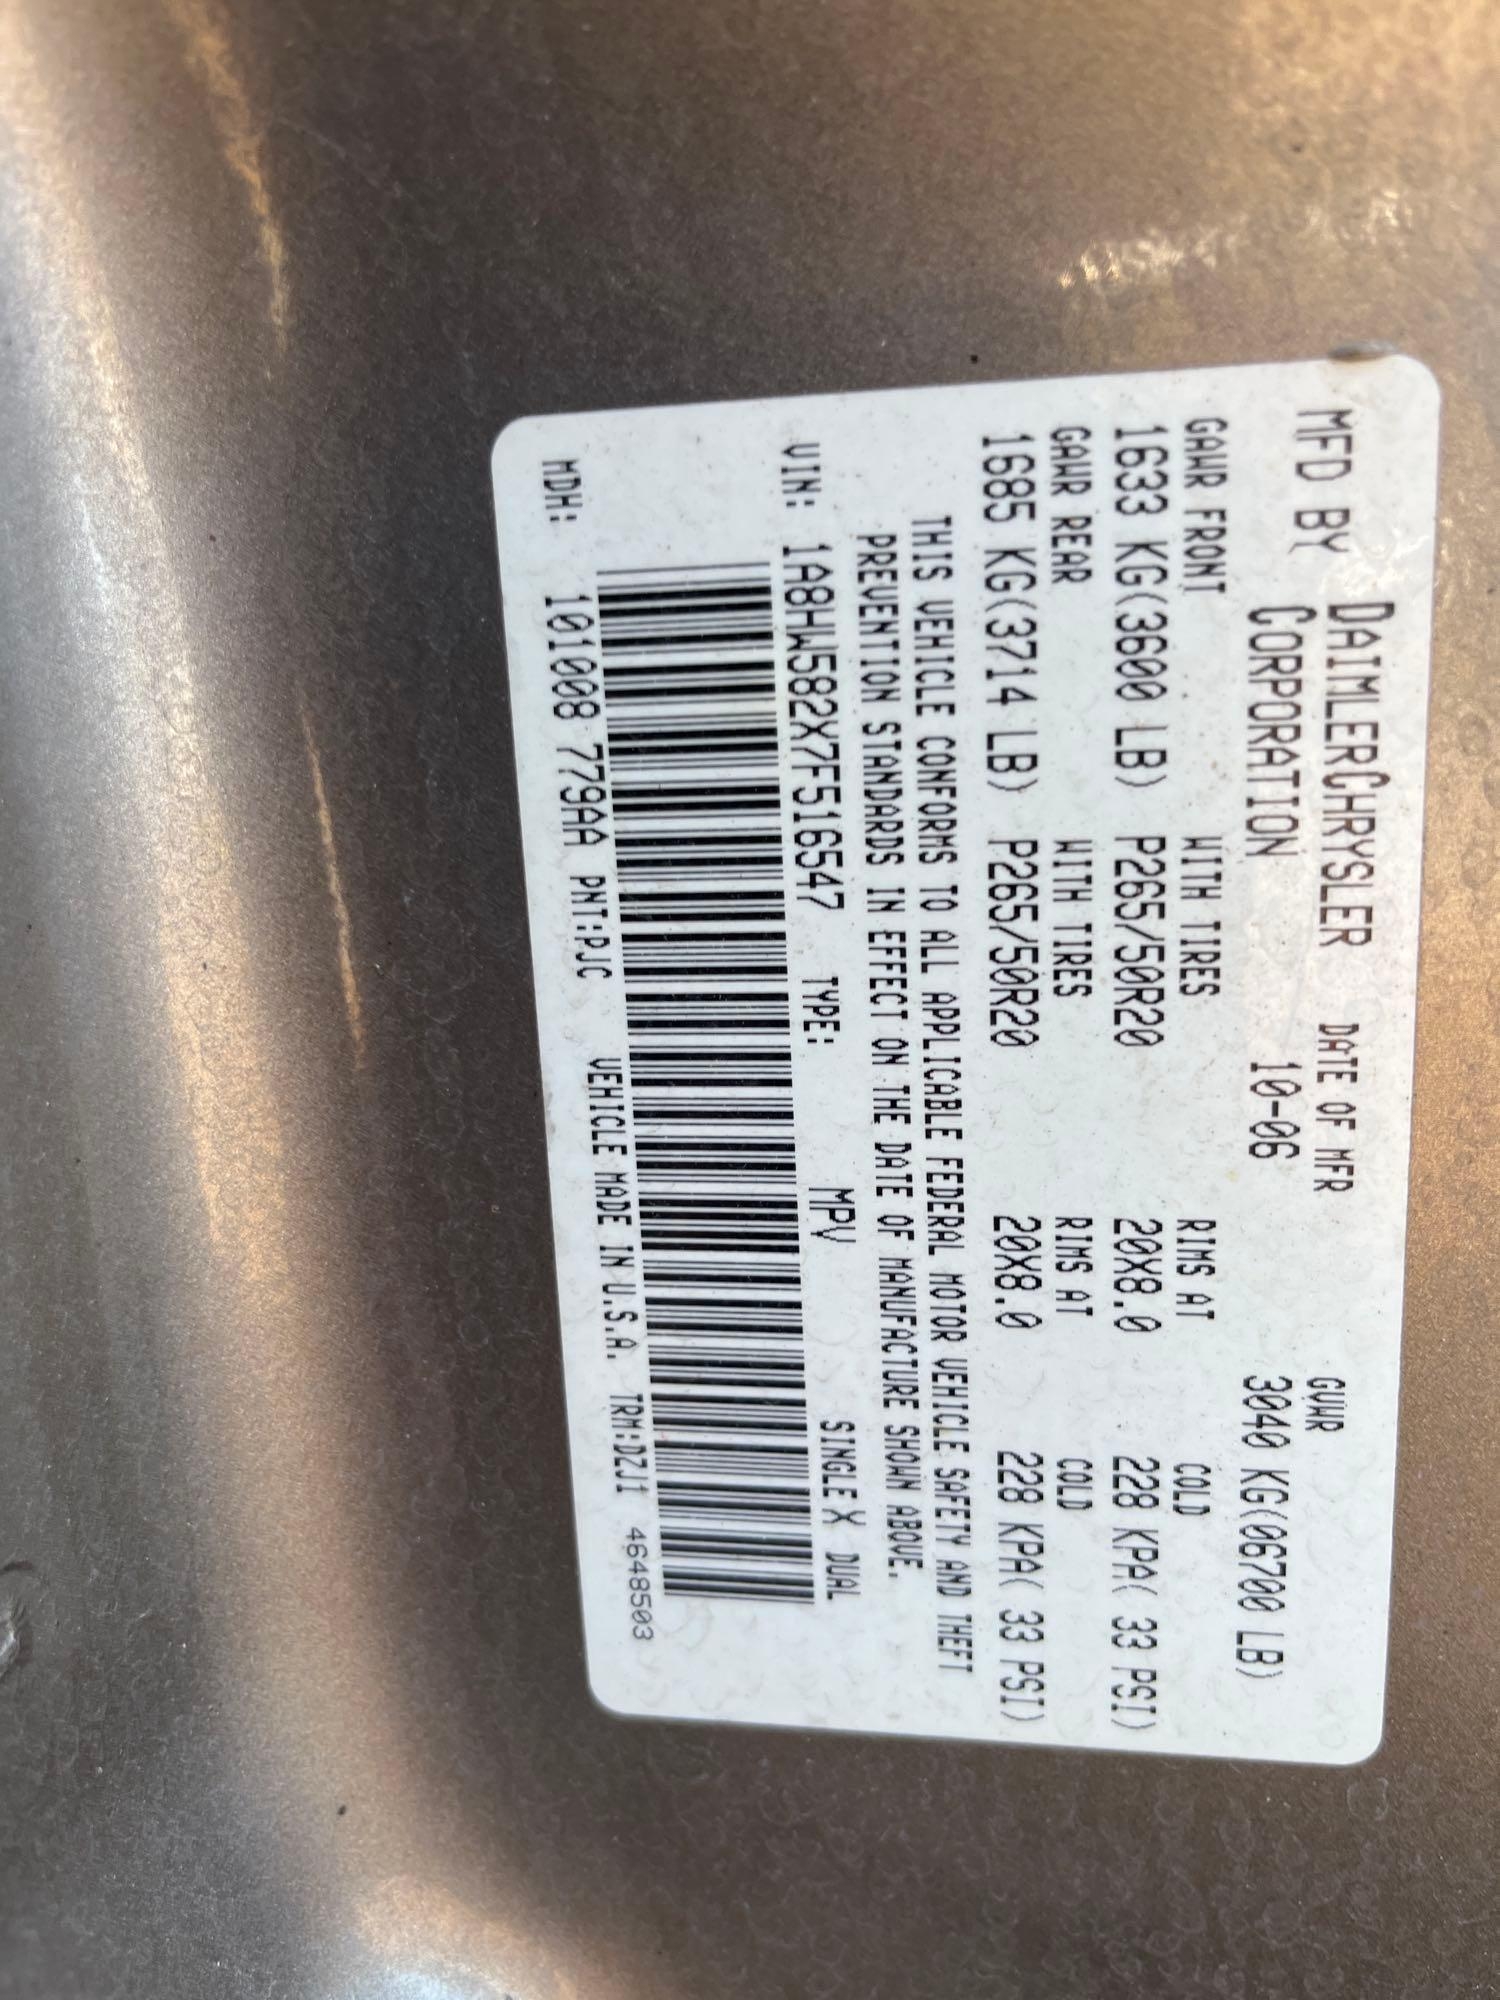 MFD BY DAIMLERCHRYSLER CORPORATION DATE OF MFR 10-06 GVWR 3040 KG(06700 LB)
GAWR FRONT WITH TIRES RIMS AT COLD
1633 KG(3600 LB) P265/50R20 20X8.0 228 KPA( 33 PSI)
GAWR REAR WITH TIRES RIMS AT COLD
1685 KG(3714 LB) P265/50R20 20X8.0 228 KPA( 33 PSI)
THIS VEHICLE CONFORMS TO ALL APPLICABLE FEDERAL MOTOR VEHICLE SAFETY AND THEFT
PREVENTION STANDARDS IN EFFECT ON THE DATE OF MANUFACTURE SHOWN ABOVE.
VIN: 1A8HW582X7F516547 TYPE: MPV SINGLE X DUAL
MDH: 101008 779AA PNT:PJC VEHICLE MADE IN U.S.A. TRM:DZJ1 4648503